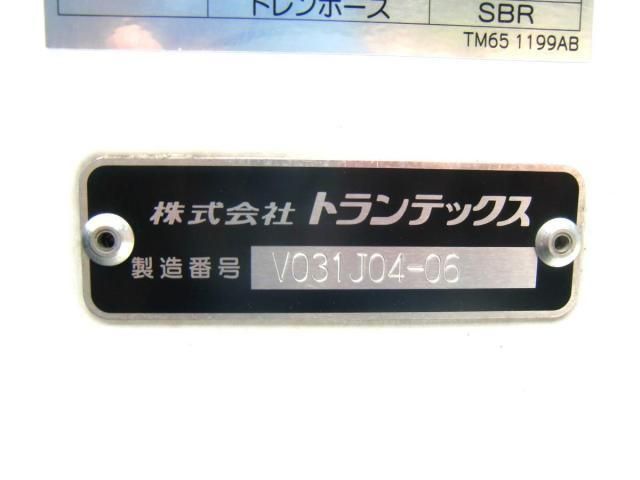 ドレンホース SBR
TM65 1199AB
株式会社 トランテックス
製造番号 V031J04-06